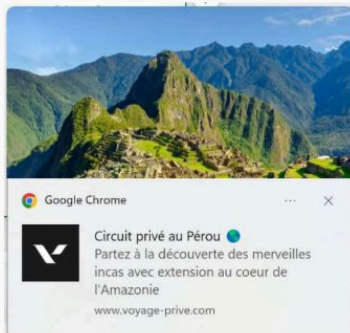 Google Chrome
Circuit privé au Pérou
Partez à la découverte des merveilles
incas avec extension au coeur de
l'Amazonie
www.voyage-prive.com